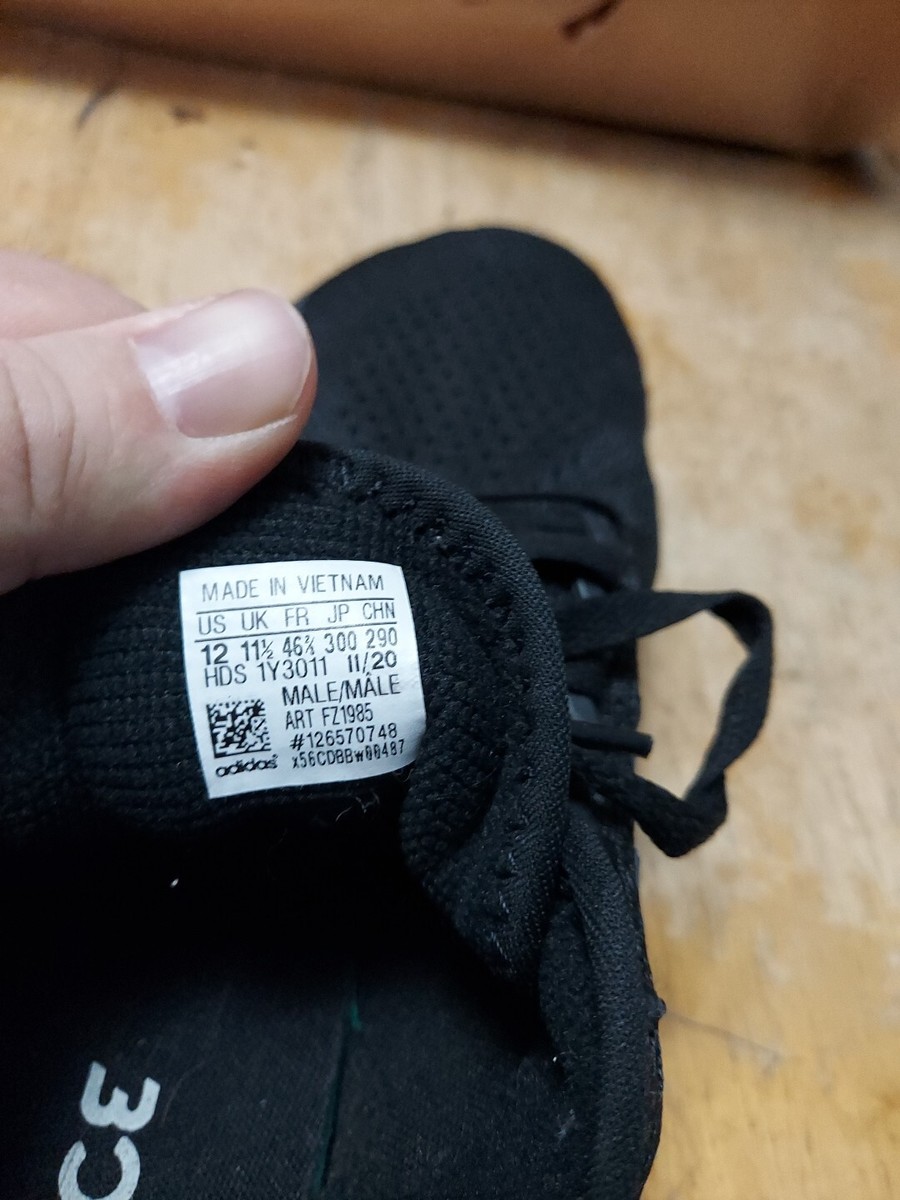 MADE IN VIETNAM
US UK FR JP CHN
12 11½ 46⅔ 300 290
HDS 1Y3011 11/20
MALE/MÂLE
ART FZ1985
#126570748
x56CDBBw00487
adidas
CE